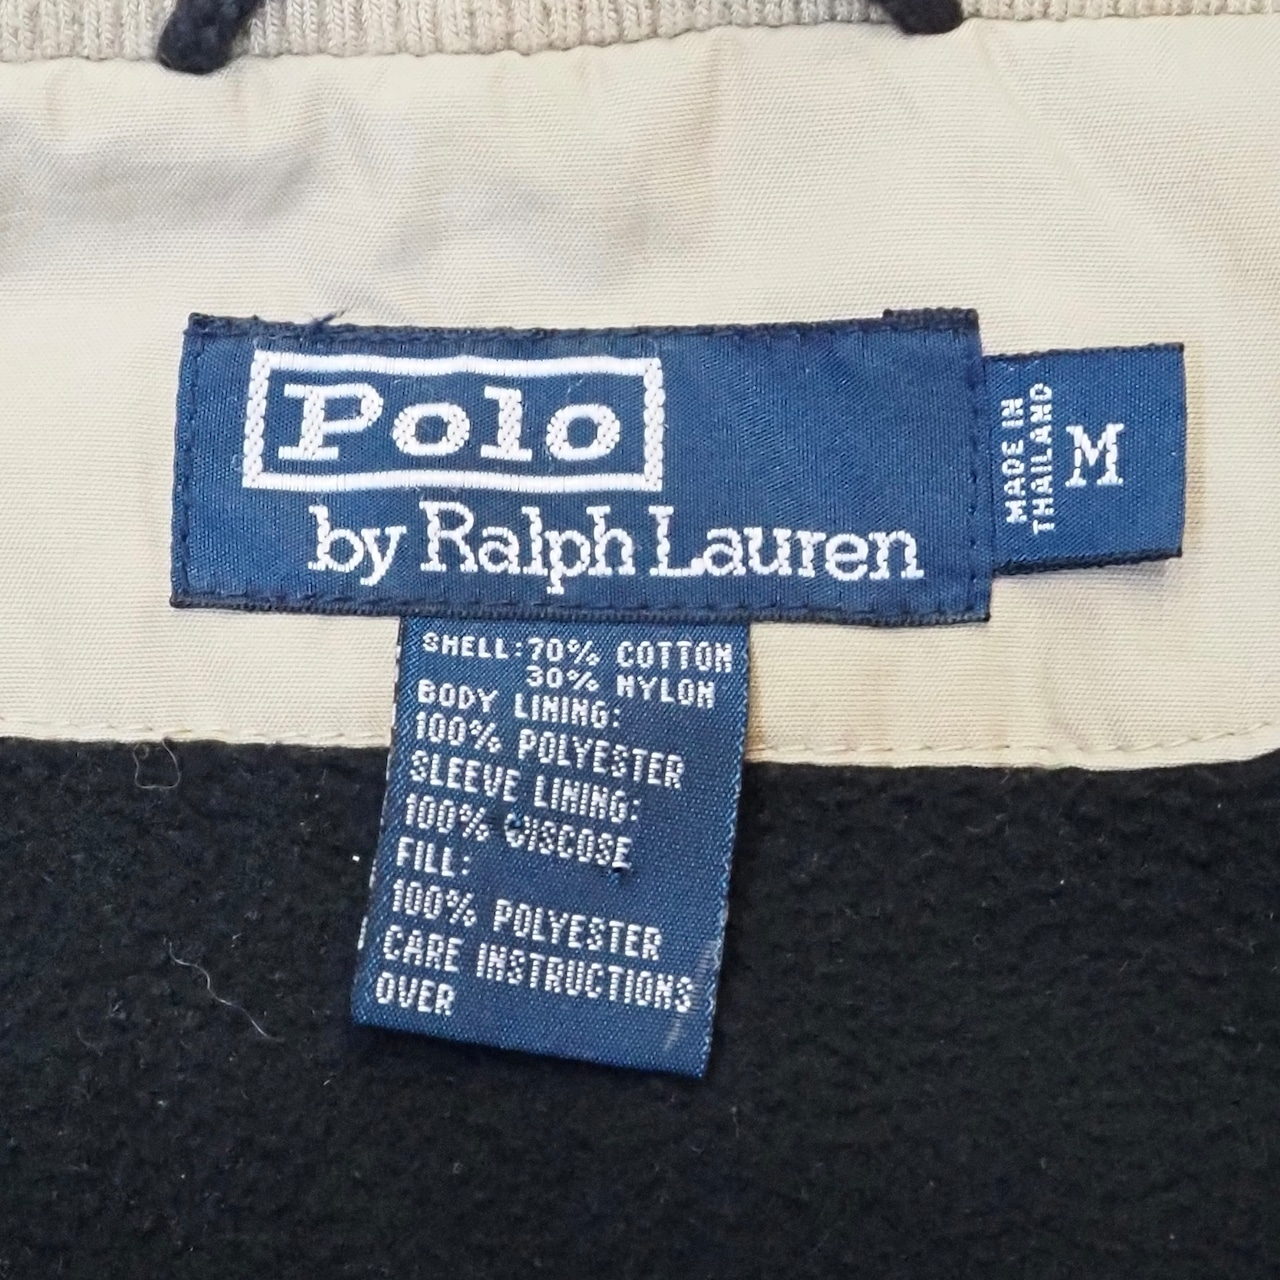 Polo
by Ralph Lauren
MADE IN
THAILAND
M
SHELL: 70% COTTON
30% NYLON
BODY LINING:
100% POLYESTER
SLEEVE LINING:
100% VISCOSE
FILL:
100% POLYESTER
CARE INSTRUCTIONS
OVER